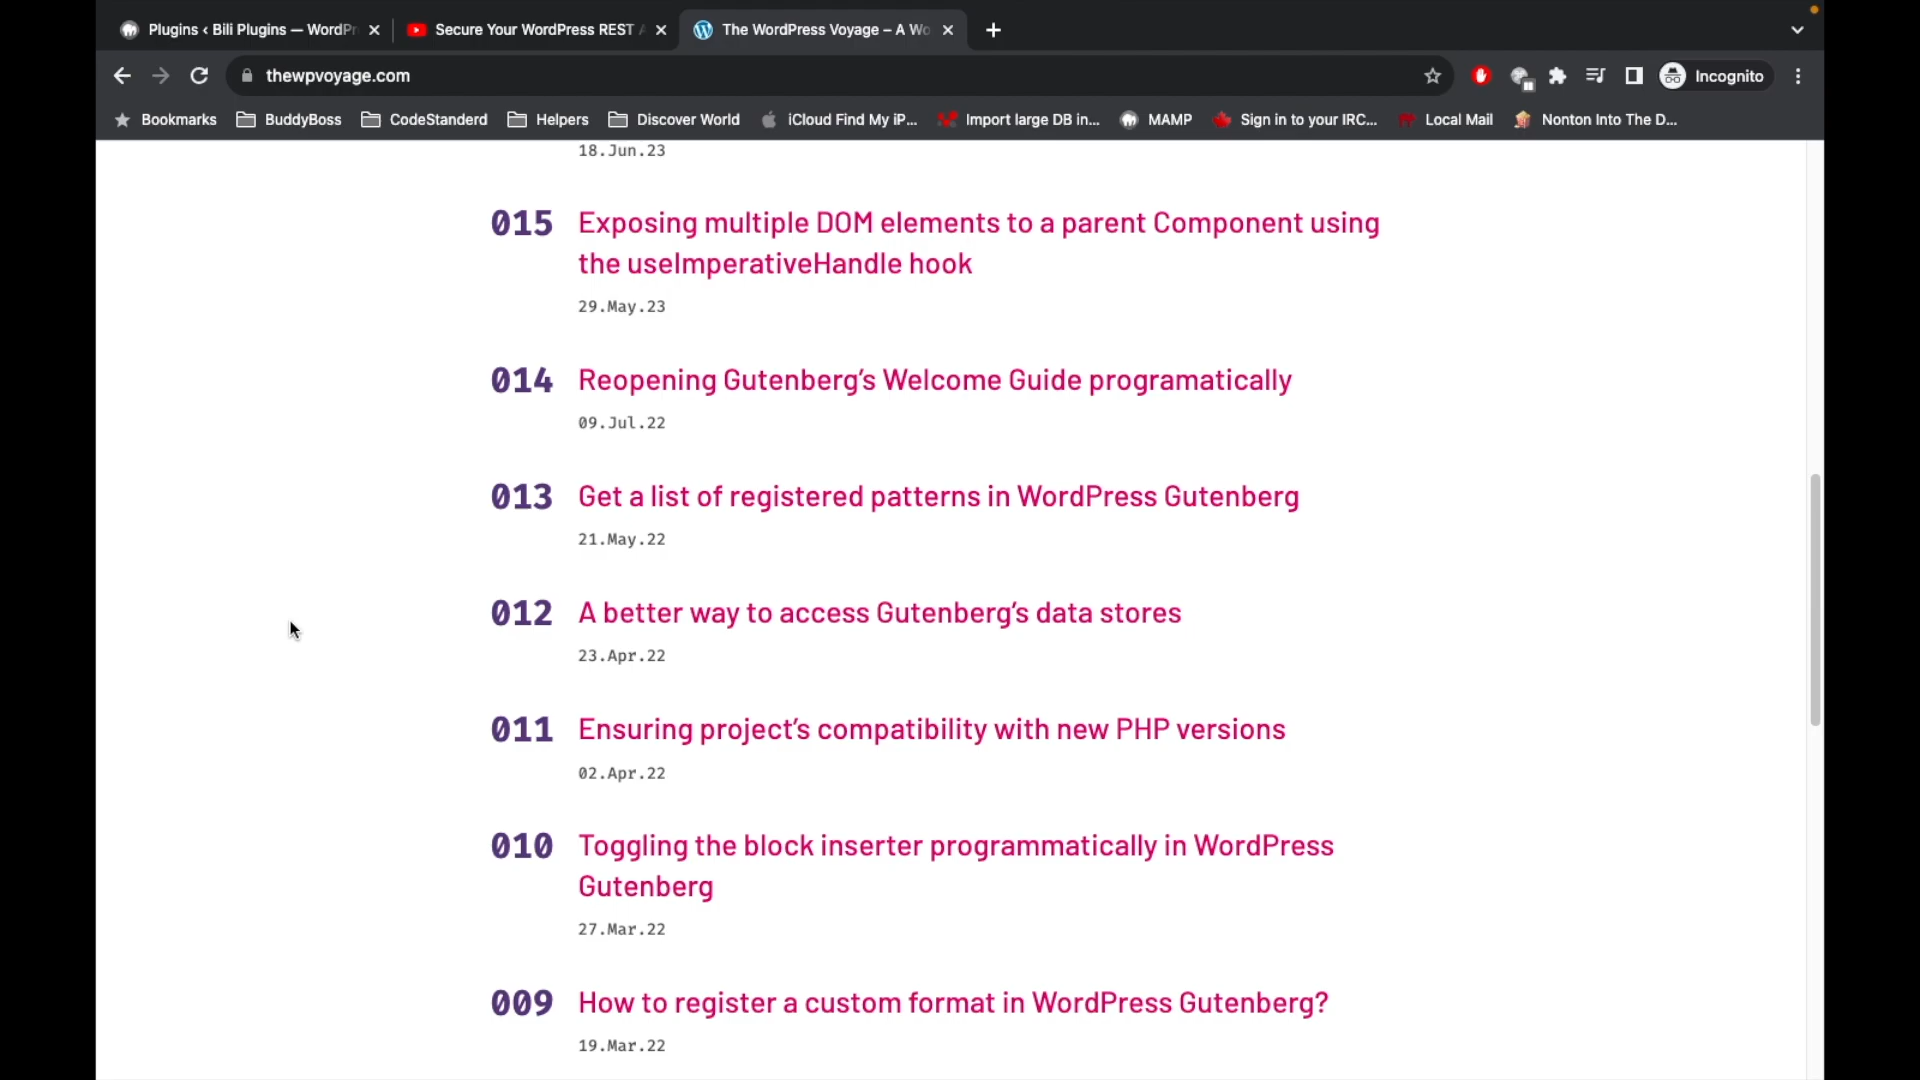 Plugins ‹ Bili Plugins — WordPr
Secure Your WordPress REST A
The WordPress Voyage – A Wo
thewpvoyage.com
Incognito
Bookmarks
BuddyBoss
CodeStanderd
Helpers
Discover World
iCloud Find My iP...
Import large DB in...
MAMP
Sign in to your IRC...
Local Mail
Nonton Into The D...
18.Jun.23
015 Exposing multiple DOM elements to a parent Component using
the useImperativeHandle hook
29.May.23
014 Reopening Gutenberg’s Welcome Guide programatically
09.Jul.22
013 Get a list of registered patterns in WordPress Gutenberg
21.May.22
012 A better way to access Gutenberg’s data stores
23.Apr.22
011 Ensuring project’s compatibility with new PHP versions
02.Apr.22
010 Toggling the block inserter programmatically in WordPress
Gutenberg
27.Mar.22
009 How to register a custom format in WordPress Gutenberg?
19.Mar.22